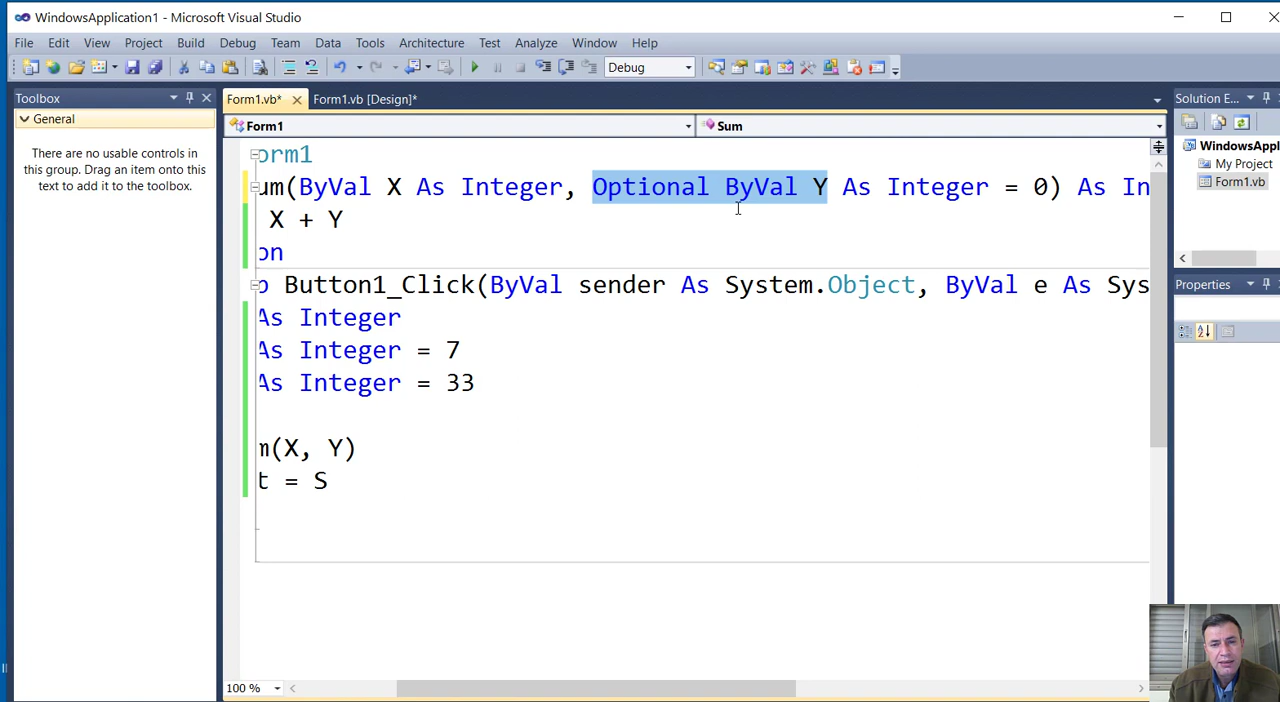 WindowsApplication1 - Microsoft Visual Studio
File Edit View Project Build Debug Team Data Tools Architecture Test Analyze Window Help
Debug
Toolbox
General
There are no usable controls in
this group. Drag an item onto this
text to add it to the toolbox.
Form1.vb*
Form1.vb [Design]*
Form1
Sum
orm1
um(ByVal X As Integer, Optional ByVal Y As Integer = 0) As In
X + Y
on
b Button1_Click(ByVal sender As System.Object, ByVal e As Sys
As Integer
As Integer = 7
As Integer = 33
m(X, Y)
t = S
100 %
Solution E...
WindowsAppl
My Project
Form1.vb
Properties